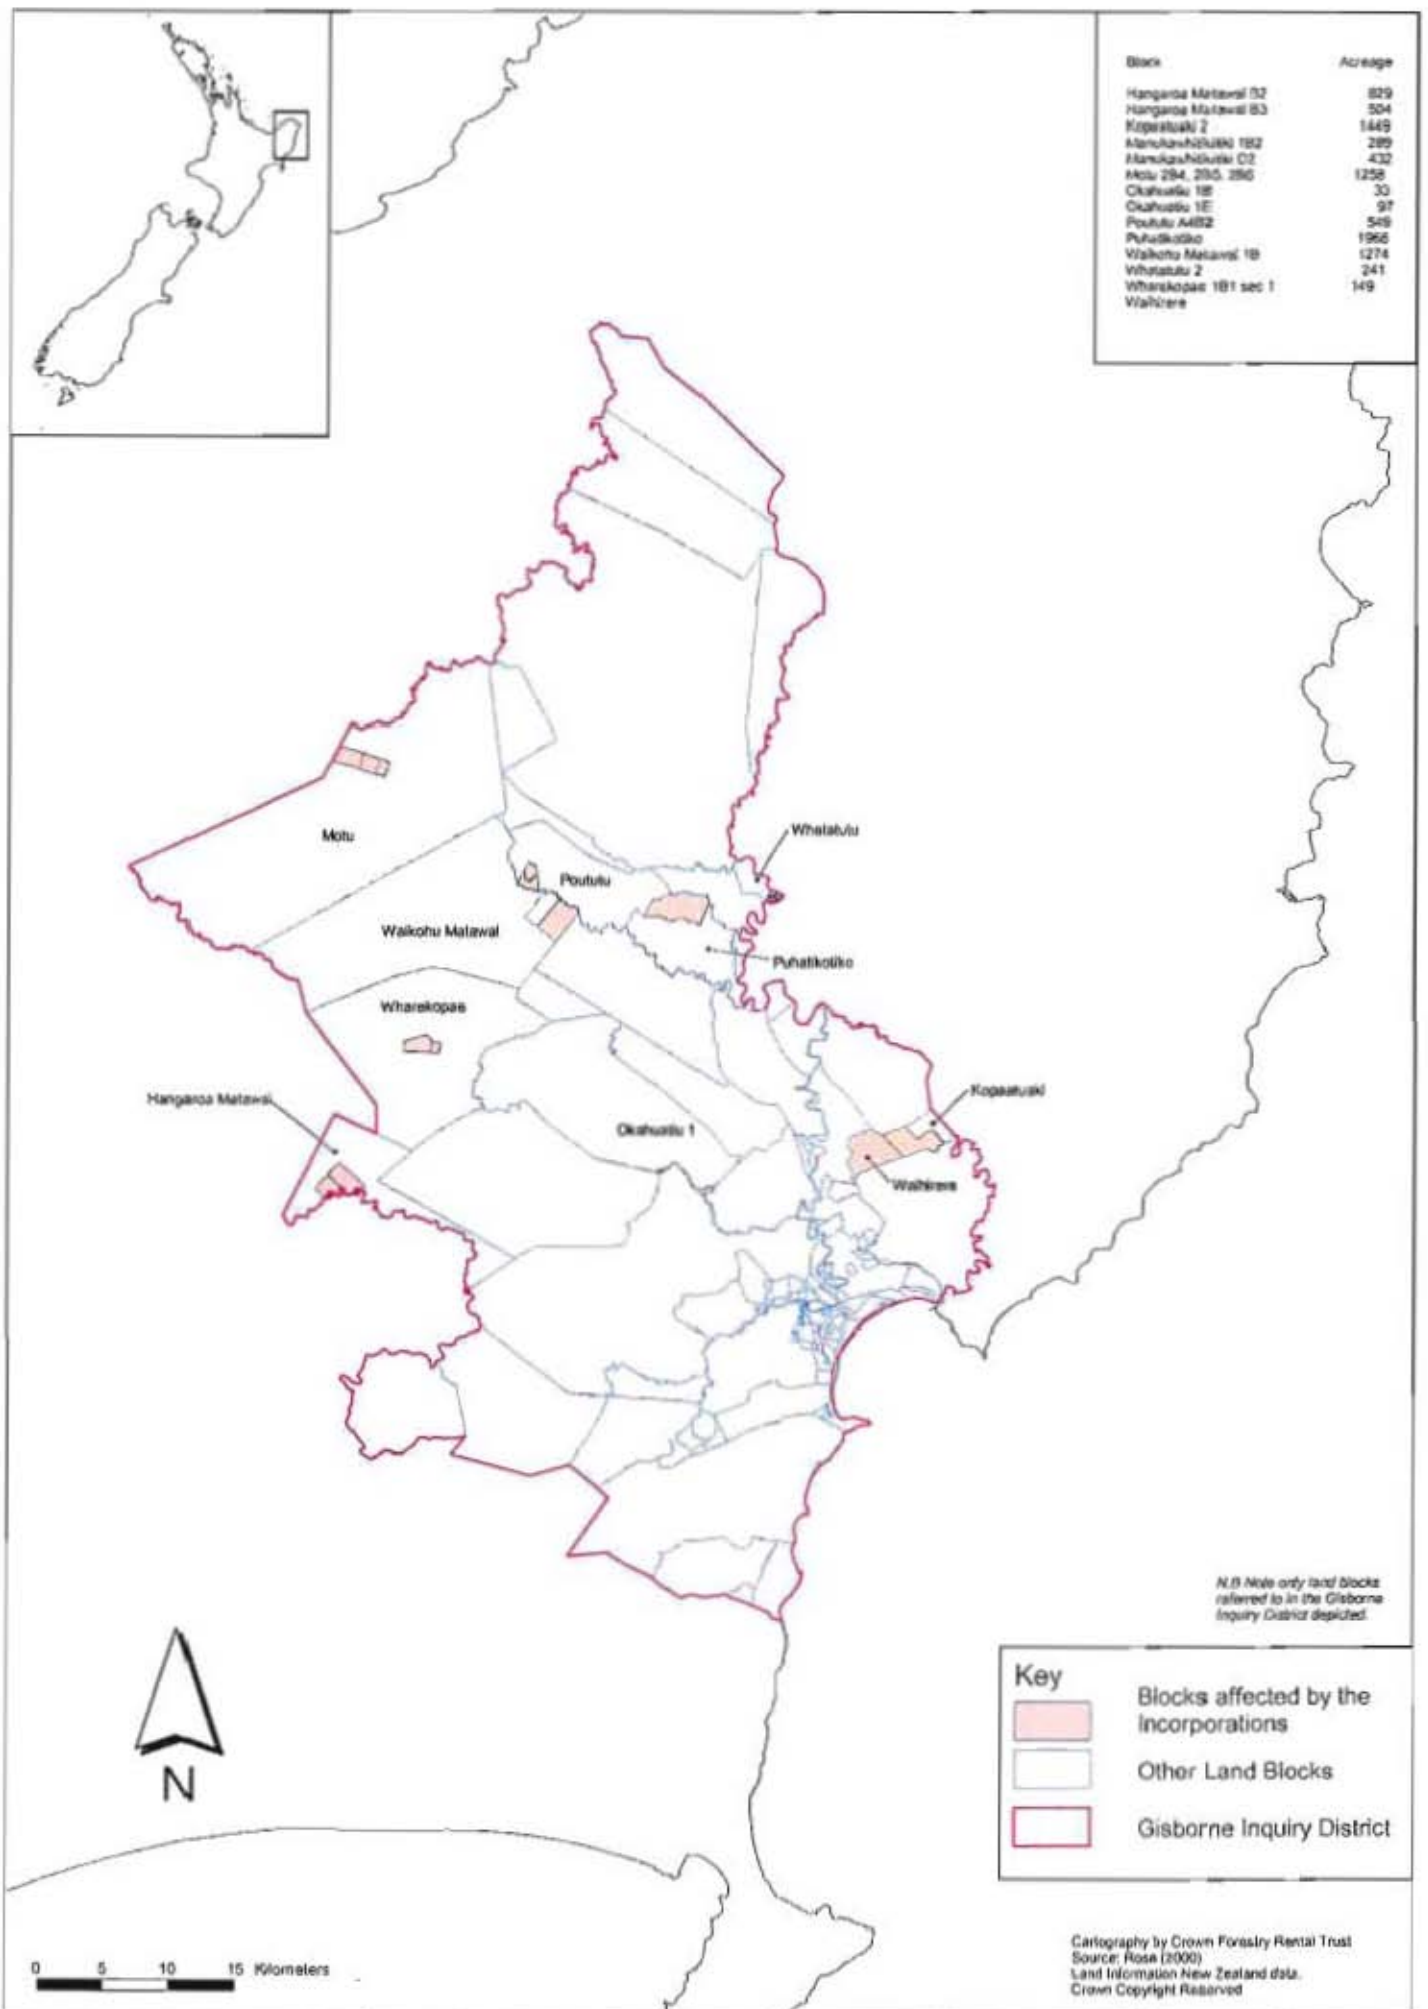 Block Acreage
Hangaroa Matawai B2 829
Hangaroa Matawai B3 504
Kopaatuaki 2 1449
Manukawhitikitiki 1B2 289
Manukawhitikitiki D2 432
Motu 2B4, 2B5, 2B6 1258
Okahuatiu 1B 33
Okahuatiu 1E 97
Poututu A4B2 549
Puhatikotiko 1966
Waikohu Matawai 1B 1274
Whatatutu 2 241
Wharekopae 1B1 sec 1 149
Waihirere
Whatatutu
Motu
Poututu
Waikohu Matawai
Puhatikotiko
Wharekopae
Hangaroa Matawai
Kopaatuaki
Okahuatiu 1
Waihirere
N.B Note only land blocks
referred to in the Gisborne
Inquiry District depicted.
Key
Blocks affected by the
Incorporations
Other Land Blocks
Gisborne Inquiry District
N
0 5 10 15 Kilometers
Cartography by Crown Forestry Rental Trust
Source: Rose (2000)
Land Information New Zealand data.
Crown Copyright Reserved